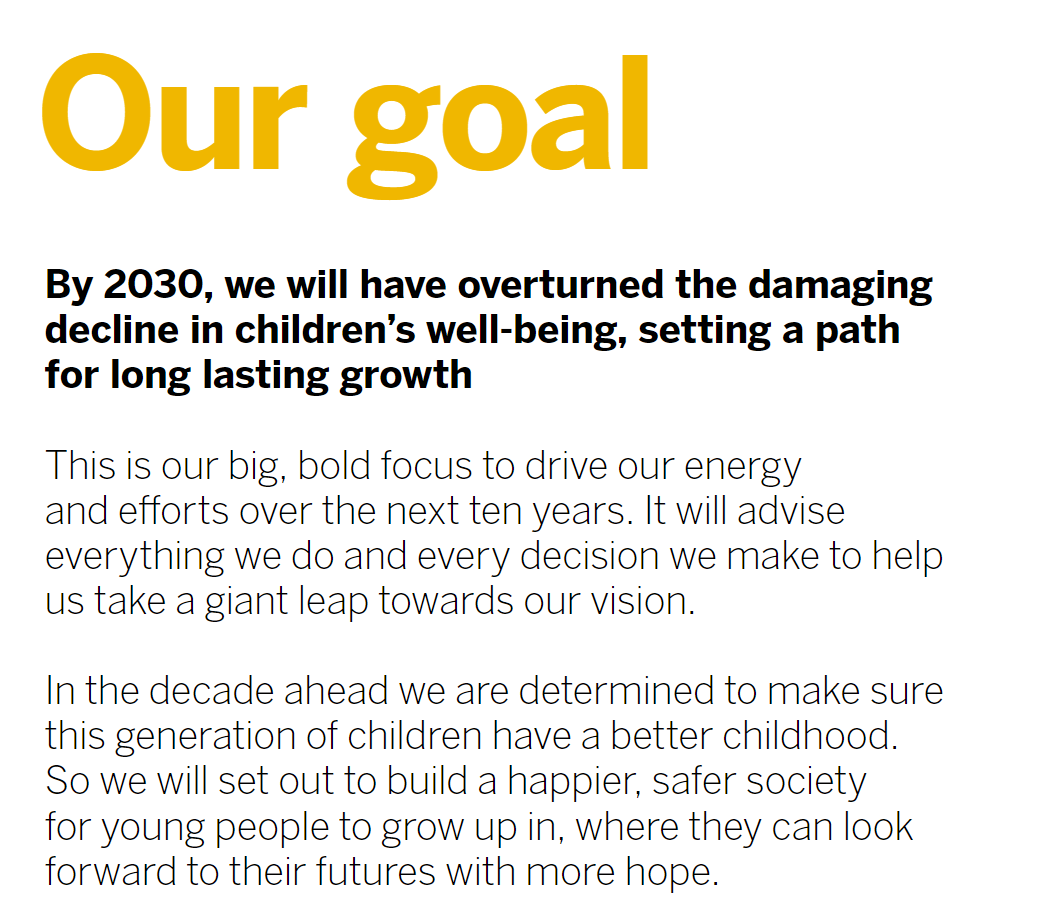 Our goal
By 2030, we will have overturned the damaging
decline in children’s well-being, setting a path
for long lasting growth
This is our big, bold focus to drive our energy
and efforts over the next ten years. It will advise
everything we do and every decision we make to help
us take a giant leap towards our vision.
In the decade ahead we are determined to make sure
this generation of children have a better childhood.
So we will set out to build a happier, safer society
for young people to grow up in, where they can look
forward to their futures with more hope.